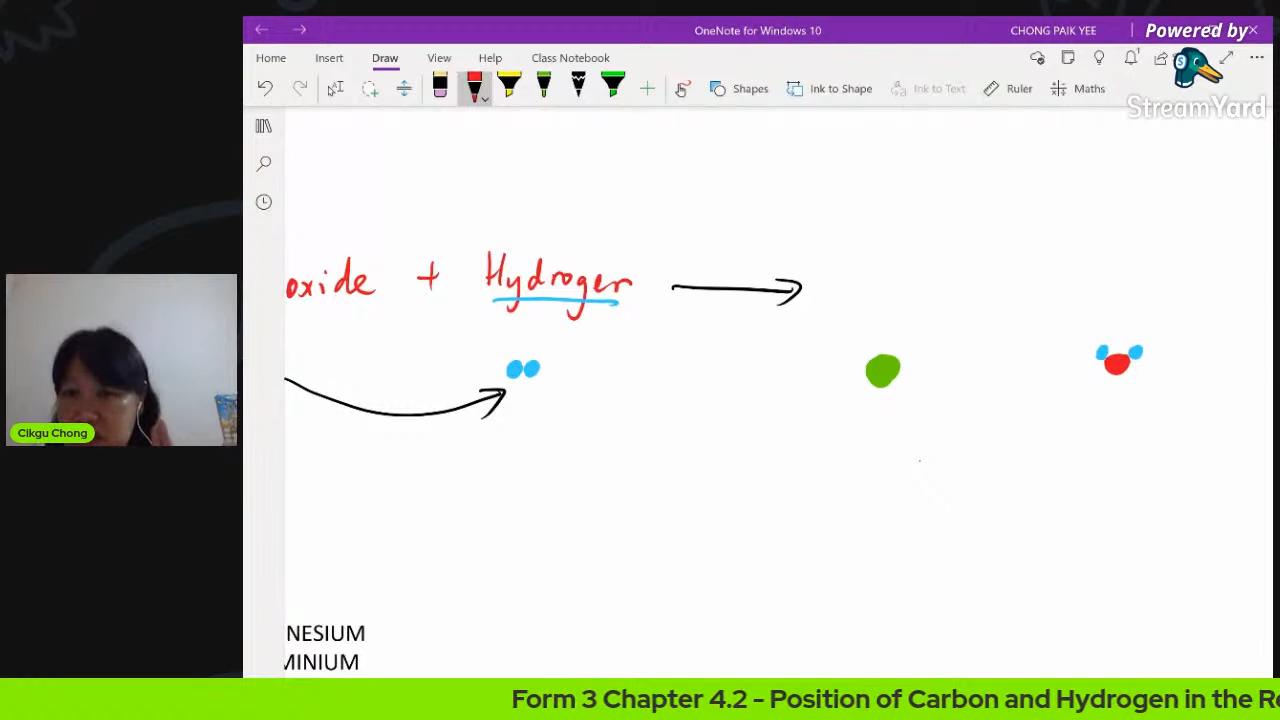 OneNote for Windows 10
CHONG PAIK YEE
Powered by
Home Insert Draw View Help Class Notebook
Shapes Ink to Shape Ink to Text Ruler Maths
StreamYard
oxide + Hydrogen
Cikgu Chong
NESIUM
MINIUM
Form 3 Chapter 4.2 - Position of Carbon and Hydrogen in the Re